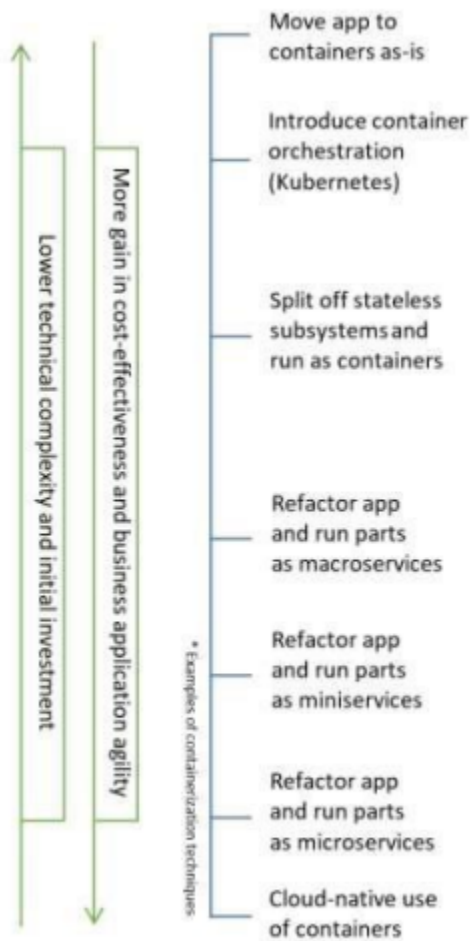 Move app to
containers as-is
Introduce container
orchestration
(Kubernetes)
Split off stateless
subsystems and
run as containers
Refactor app
and run parts
as macroservices
Refactor app
and run parts
as miniservices
Refactor app
and run parts
as microservices
Cloud-native use
of containers
Lower technical complexity and initial investment
More gain in cost-effectiveness and business application agility
* Examples of containerization techniques